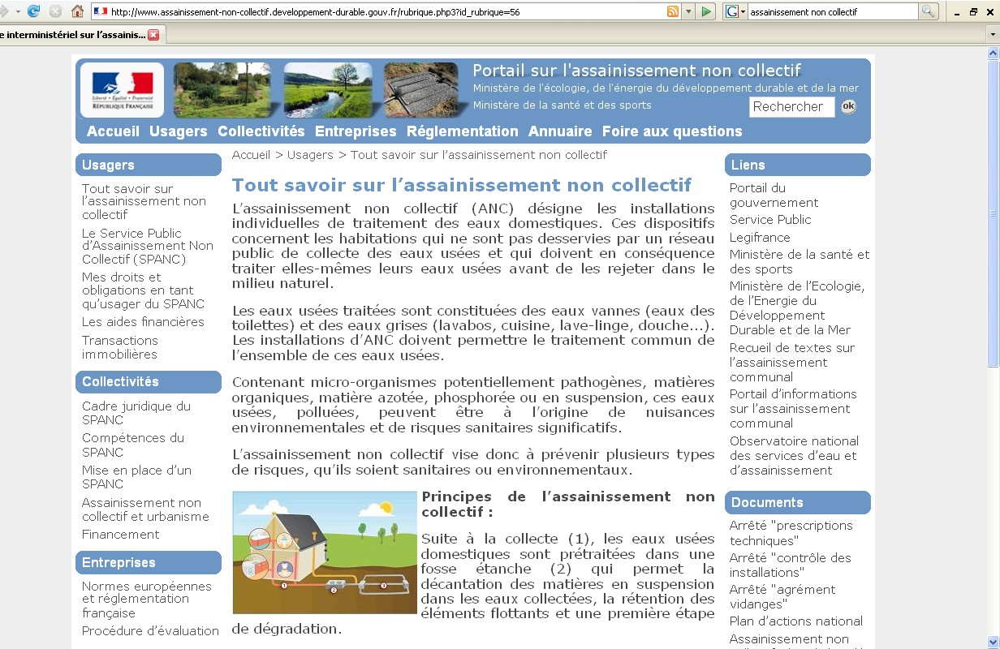 http://www.assainissement-non-collectif.developpement-durable.gouv.fr/rubrique.php3?id_rubrique=56
assainissement non collectif
e interministériel sur l'assainis...
Liberté • Égalité • Fraternité
RÉPUBLIQUE FRANÇAISE
Portail sur l'assainissement non collectif
Ministère de l'écologie, de l'énergie du développement durable et de la mer
Ministère de la santé et des sports
Rechercher
ok
Accueil Usagers Collectivités Entreprises Réglementation Annuaire Foire aux questions
Usagers
Tout savoir sur
l'assainissement non
collectif
Le Service Public
d'Assainissement Non
Collectif (SPANC)
Mes droits et
obligations en tant
qu'usager du SPANC
Les aides financières
Transactions
immobilières
Collectivités
Cadre juridique du
SPANC
Compétences du
SPANC
Mise en place d'un
SPANC
Assainissement non
collectif et urbanisme
Financement
Entreprises
Normes européennes
et réglementation
française
Procédure d'évaluation
Accueil > Usagers > Tout savoir sur l'assainissement non collectif
Tout savoir sur l'assainissement non collectif
L'assainissement non collectif (ANC) désigne les installations
individuelles de traitement des eaux domestiques. Ces dispositifs
concernent les habitations qui ne sont pas desservies par un réseau
public de collecte des eaux usées et qui doivent en conséquence
traiter elles-mêmes leurs eaux usées avant de les rejeter dans le
milieu naturel.
Les eaux usées traitées sont constituées des eaux vannes (eaux des
toilettes) et des eaux grises (lavabos, cuisine, lave-linge, douche...).
Les installations d'ANC doivent permettre le traitement commun de
l'ensemble de ces eaux usées.
Contenant micro-organismes potentiellement pathogènes, matières
organiques, matière azotée, phosphorée ou en suspension, ces eaux
usées, polluées, peuvent être à l'origine de nuisances
environnementales et de risques sanitaires significatifs.
L'assainissement non collectif vise donc à prévenir plusieurs types
de risques, qu'ils soient sanitaires ou environnementaux.
1
2
3
Principes de l'assainissement non
collectif :
Suite à la collecte (1), les eaux usées
domestiques sont prétraitées dans une
fosse étanche (2) qui permet la
décantation des matières en suspension
dans les eaux collectées, la rétention des
éléments flottants et une première étape
de dégradation.
Liens
Portail du
gouvernement
Service Public
Legifrance
Ministère de la santé et
des sports
Ministère de l'Ecologie,
de l'Energie du
Développement
Durable et de la Mer
Recueil de textes sur
l'assainissement
communal
Portail d'informations
sur l'assainissement
communal
Observatoire national
des services d'eau et
d'assainissement
Documents
Arrêté "prescriptions
techniques"
Arrêté "contrôle des
installations"
Arrêté "agrément
vidanges"
Plan d'actions national
Assainissement non